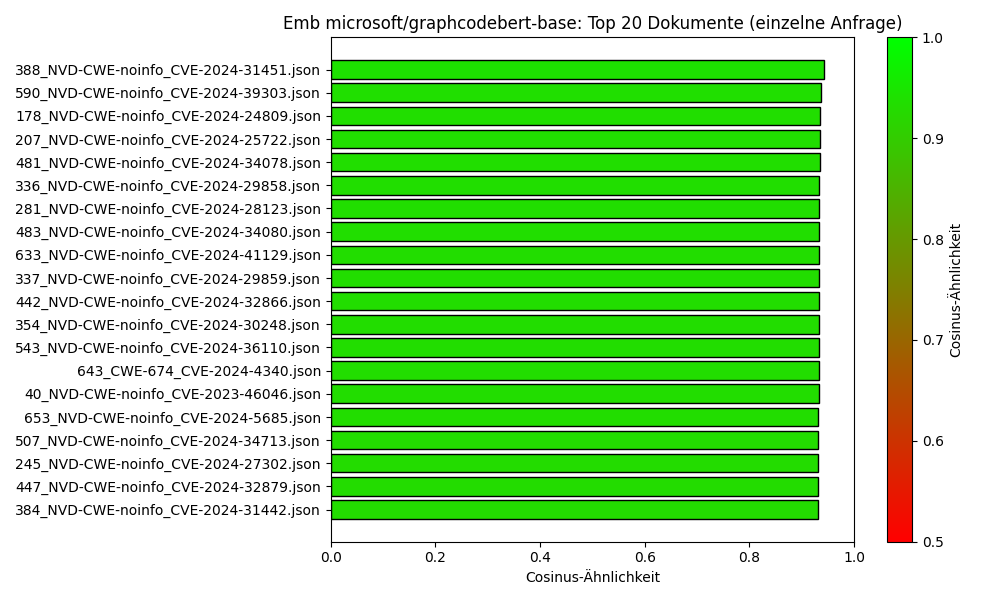 Emb microsoft/graphcodebert-base: Top 20 Dokumente (einzelne Anfrage)
388_NVD-CWE-noinfo_CVE-2024-31451.json
590_NVD-CWE-noinfo_CVE-2024-39303.json
178_NVD-CWE-noinfo_CVE-2024-24809.json
207_NVD-CWE-noinfo_CVE-2024-25722.json
481_NVD-CWE-noinfo_CVE-2024-34078.json
336_NVD-CWE-noinfo_CVE-2024-29858.json
281_NVD-CWE-noinfo_CVE-2024-28123.json
483_NVD-CWE-noinfo_CVE-2024-34080.json
633_NVD-CWE-noinfo_CVE-2024-41129.json
337_NVD-CWE-noinfo_CVE-2024-29859.json
442_NVD-CWE-noinfo_CVE-2024-32866.json
354_NVD-CWE-noinfo_CVE-2024-30248.json
543_NVD-CWE-noinfo_CVE-2024-36110.json
643_CWE-674_CVE-2024-4340.json
40_NVD-CWE-noinfo_CVE-2023-46046.json
653_NVD-CWE-noinfo_CVE-2024-5685.json
507_NVD-CWE-noinfo_CVE-2024-34713.json
245_NVD-CWE-noinfo_CVE-2024-27302.json
447_NVD-CWE-noinfo_CVE-2024-32879.json
384_NVD-CWE-noinfo_CVE-2024-31442.json
0.0 0.2 0.4 0.6 0.8 1.0
Cosinus-Ähnlichkeit
1.0
0.9
0.8
0.7
0.6
0.5
Cosinus-Ähnlichkeit